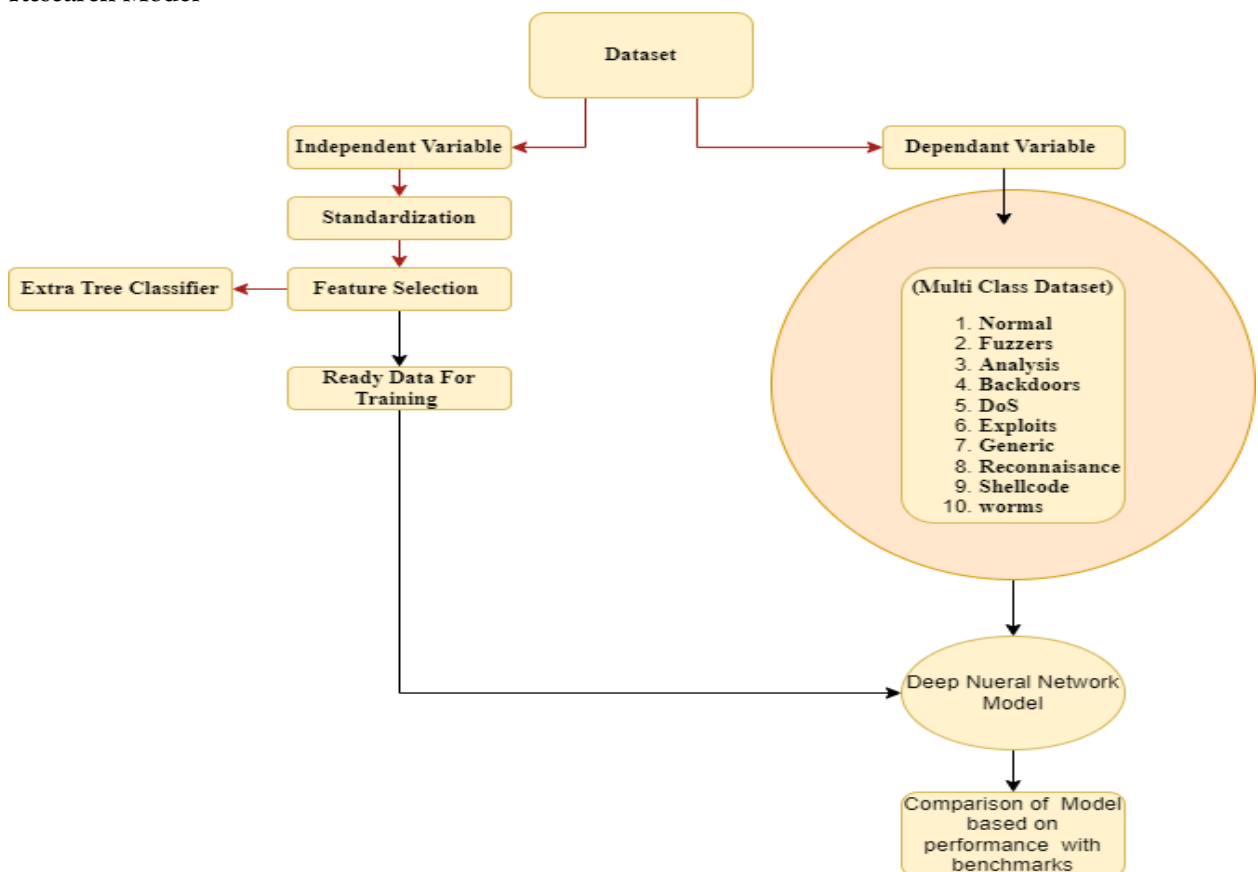 Research Model
Dataset
Independent Variable
Dependant Variable
Standardization
Extra Tree Classifier
Feature Selection
Ready Data For
Training
(Multi Class Dataset)
1. Normal
2. Fuzzers
3. Analysis
4. Backdoors
5. DoS
6. Exploits
7. Generic
8. Reconnaisance
9. Shellcode
10. worms
Deep Nueral Network
Model
Comparison of Model
based on
performance with
benchmarks